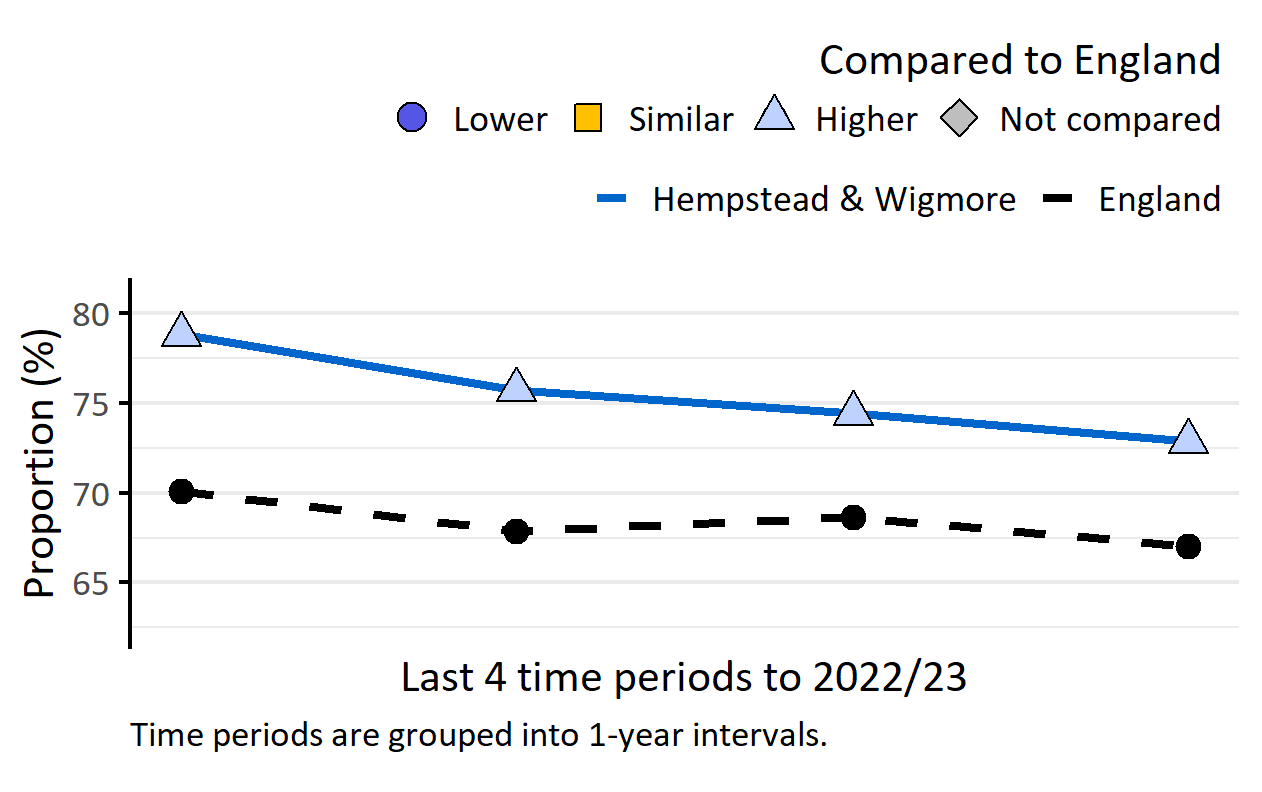 Compared to England
Lower Similar Higher Not compared
Hempstead & Wigmore England
80
75
70
65
Proportion (%)
Last 4 time periods to 2022/23
Time periods are grouped into 1-year intervals.